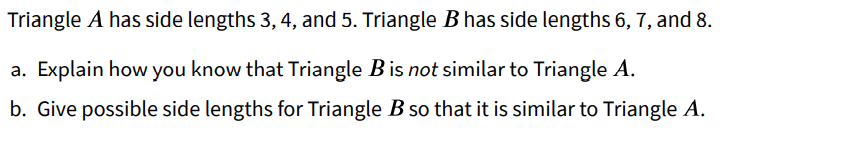 Triangle A has side lengths 3, 4, and 5. Triangle B has side lengths 6, 7, and 8.
a. Explain how you know that Triangle B is not similar to Triangle A.
b. Give possible side lengths for Triangle B so that it is similar to Triangle A.